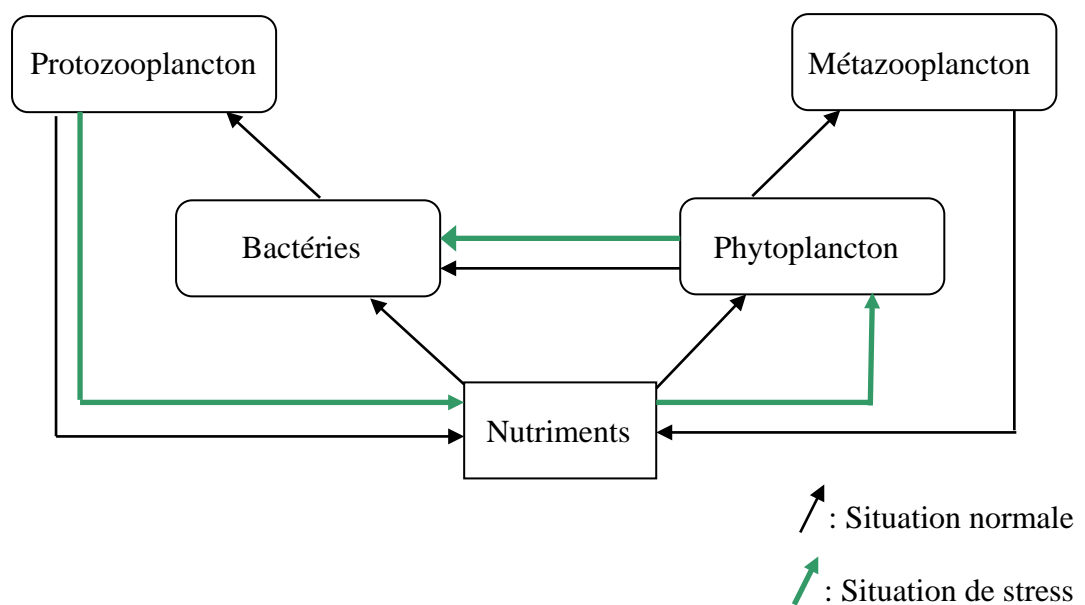 Protozooplancton
Métazooplancton
Bactéries
Phytoplancton
Nutriments
: Situation normale
: Situation de stress